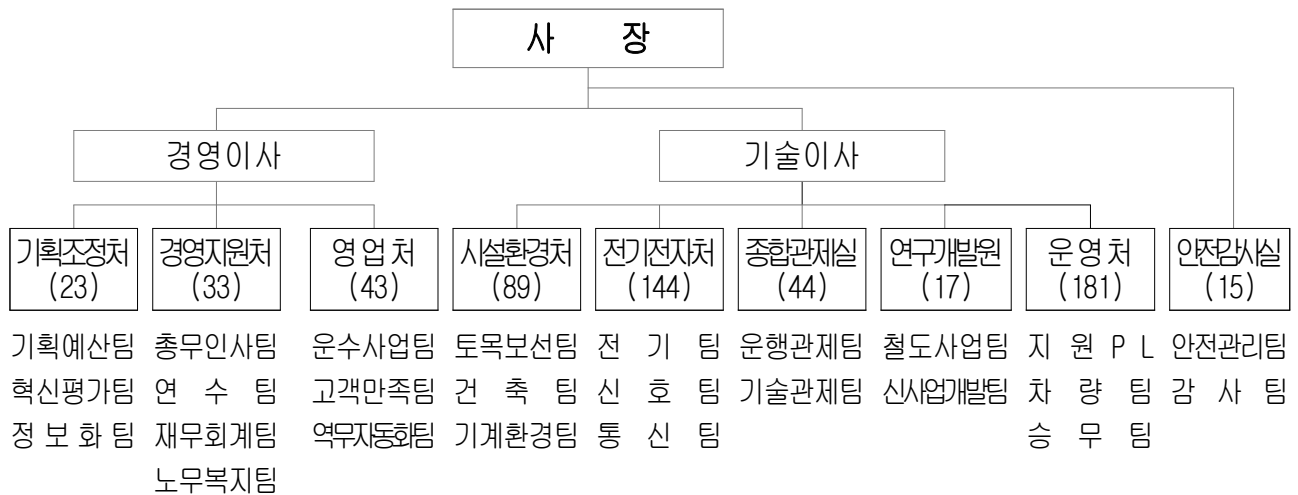 사 장
경영이사 기술이사
기획조정처 경영지원처 영업처 시설환경처 전기전자처 종합관제실 연구개발원 운영처 안전감사실
(23) (33) (43) (89) (144) (44) (17) (181) (15)
기획예산팀 총무인사팀 운수사업팀 토목보선팀 전 기 팀 운행관제팀 철도사업팀 지 원 P L 안전관리팀
혁신평가팀 연 수 팀 고객만족팀 건 축 팀 신 호 팀 기술관제팀 신사업개발팀 차 량 팀 감 사 팀
정 보 화 팀 재무회계팀 역무자동화팀 기계환경팀 통 신 팀 승 무 팀
노무복지팀